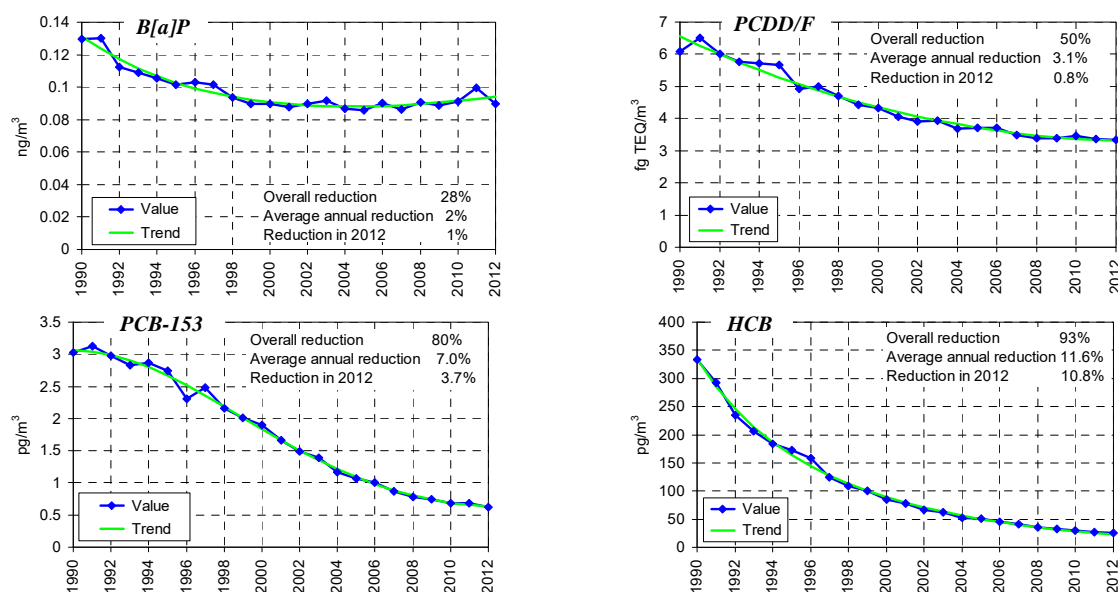 B[a]P
0.14
0.12
0.1
0.08
0.06
0.04
0.02
0
ng/m³
Overall reduction 28%
Average annual reduction 2%
Reduction in 2012 1%
Value
Trend
1990
1992
1994
1996
1998
2000
2002
2004
2006
2008
2010
2012
PCDD/F
7
6
5
4
3
2
1
0
fg TEQ/m³
Overall reduction 50%
Average annual reduction 3.1%
Reduction in 2012 0.8%
Value
Trend
1990
1992
1994
1996
1998
2000
2002
2004
2006
2008
2010
2012
PCB-153
3.5
3
2.5
2
1.5
1
0.5
0
pg/m³
Overall reduction 80%
Average annual reduction 7.0%
Reduction in 2012 3.7%
Value
Trend
1990
1992
1994
1996
1998
2000
2002
2004
2006
2008
2010
2012
HCB
400
350
300
250
200
150
100
50
0
pg/m³
Overall reduction 93%
Average annual reduction 11.6%
Reduction in 2012 10.8%
Value
Trend
1990
1992
1994
1996
1998
2000
2002
2004
2006
2008
2010
2012